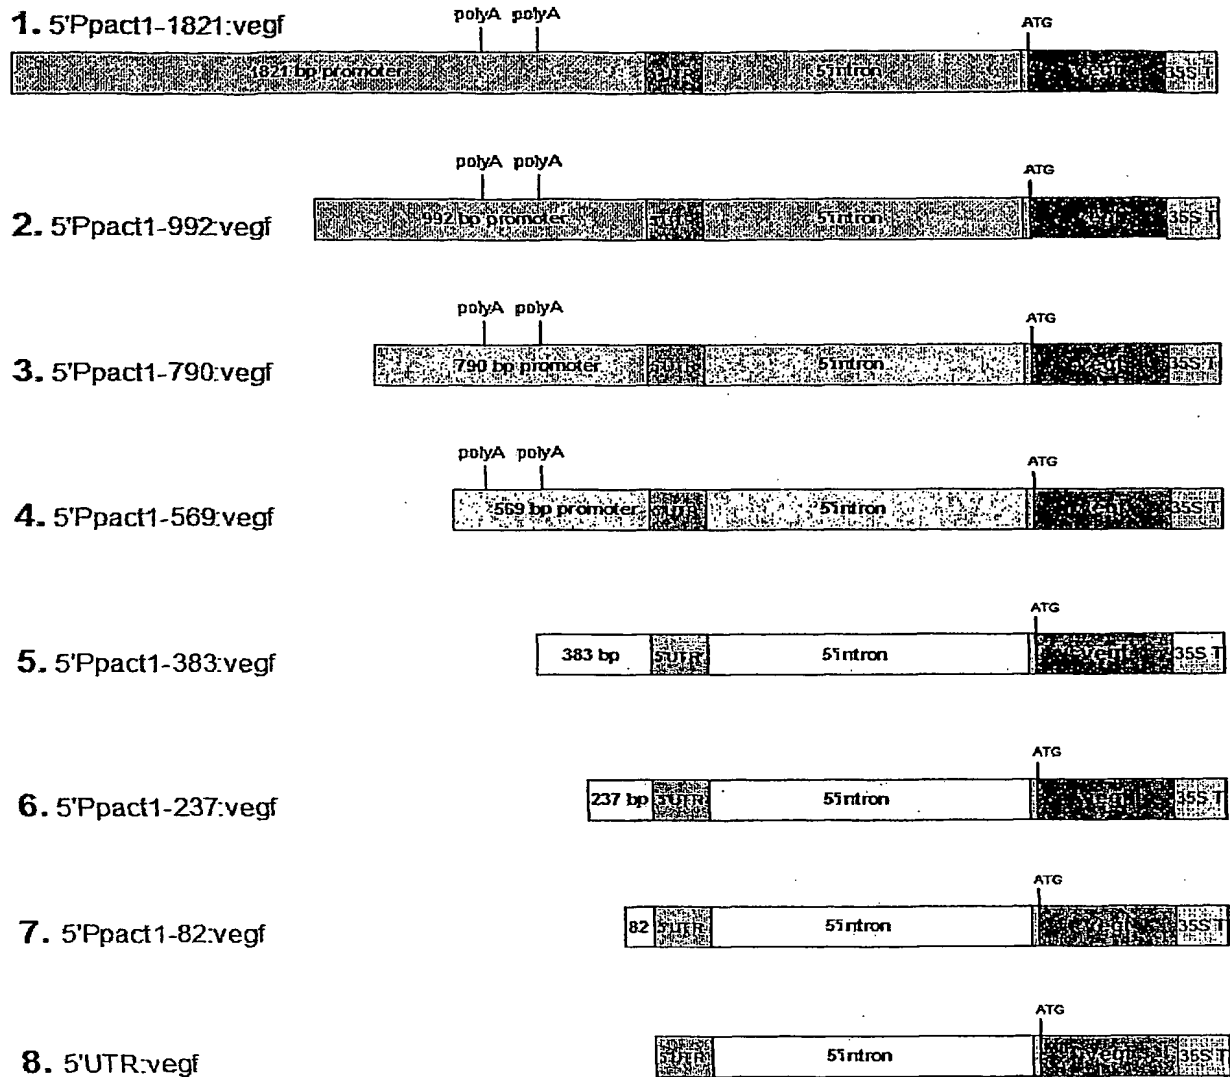 1. 5'Ppact1-1821:vegf
polyA polyA
ATG
1821 bp promoter 5'UTR 5'intron 35S T
polyA polyA
ATG
2. 5'Ppact1-992:vegf
992 bp promoter 5'UTR 5'intron 35S T
polyA polyA
ATG
3. 5'Ppact1-790:vegf
790 bp promoter 5'UTR 5'intron 35S T
polyA polyA
ATG
4. 5'Ppact1-569:vegf
569 bp promoter 5'UTR 5'intron 35S T
ATG
5. 5'Ppact1-383:vegf
383 bp 5'UTR 5'intron 35S T
ATG
6. 5'Ppact1-237:vegf
237 bp 5'UTR 5'intron 35S T
ATG
7. 5'Ppact1-82:vegf
82 5'UTR 5'intron 35S T
ATG
8. 5'UTR:vegf
5'UTR 5'intron 35S T